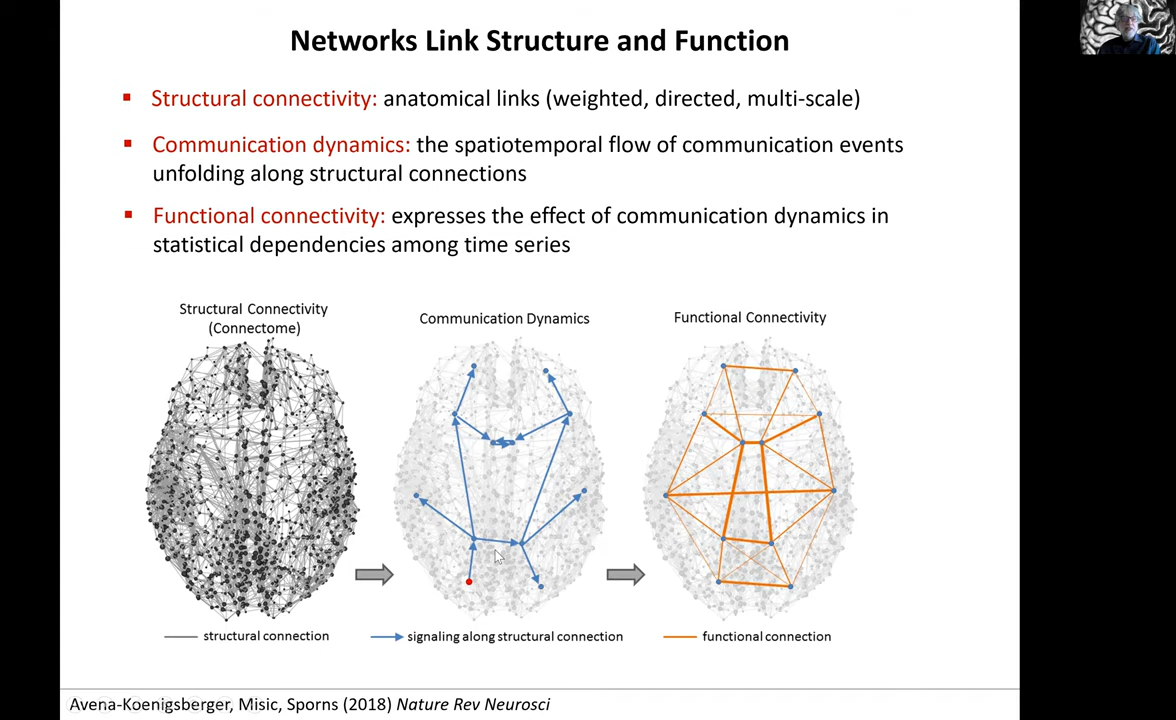 Networks Link Structure and Function
Structural connectivity: anatomical links (weighted, directed, multi-scale)
Communication dynamics: the spatiotemporal flow of communication events
unfolding along structural connections
Functional connectivity: expresses the effect of communication dynamics in
statistical dependencies among time series
Structural Connectivity
(Connectome)
Communication Dynamics
Functional Connectivity
structural connection
signaling along structural connection
functional connection
Avena-Koenigsberger, Misic, Sporns (2018) Nature Rev Neurosci